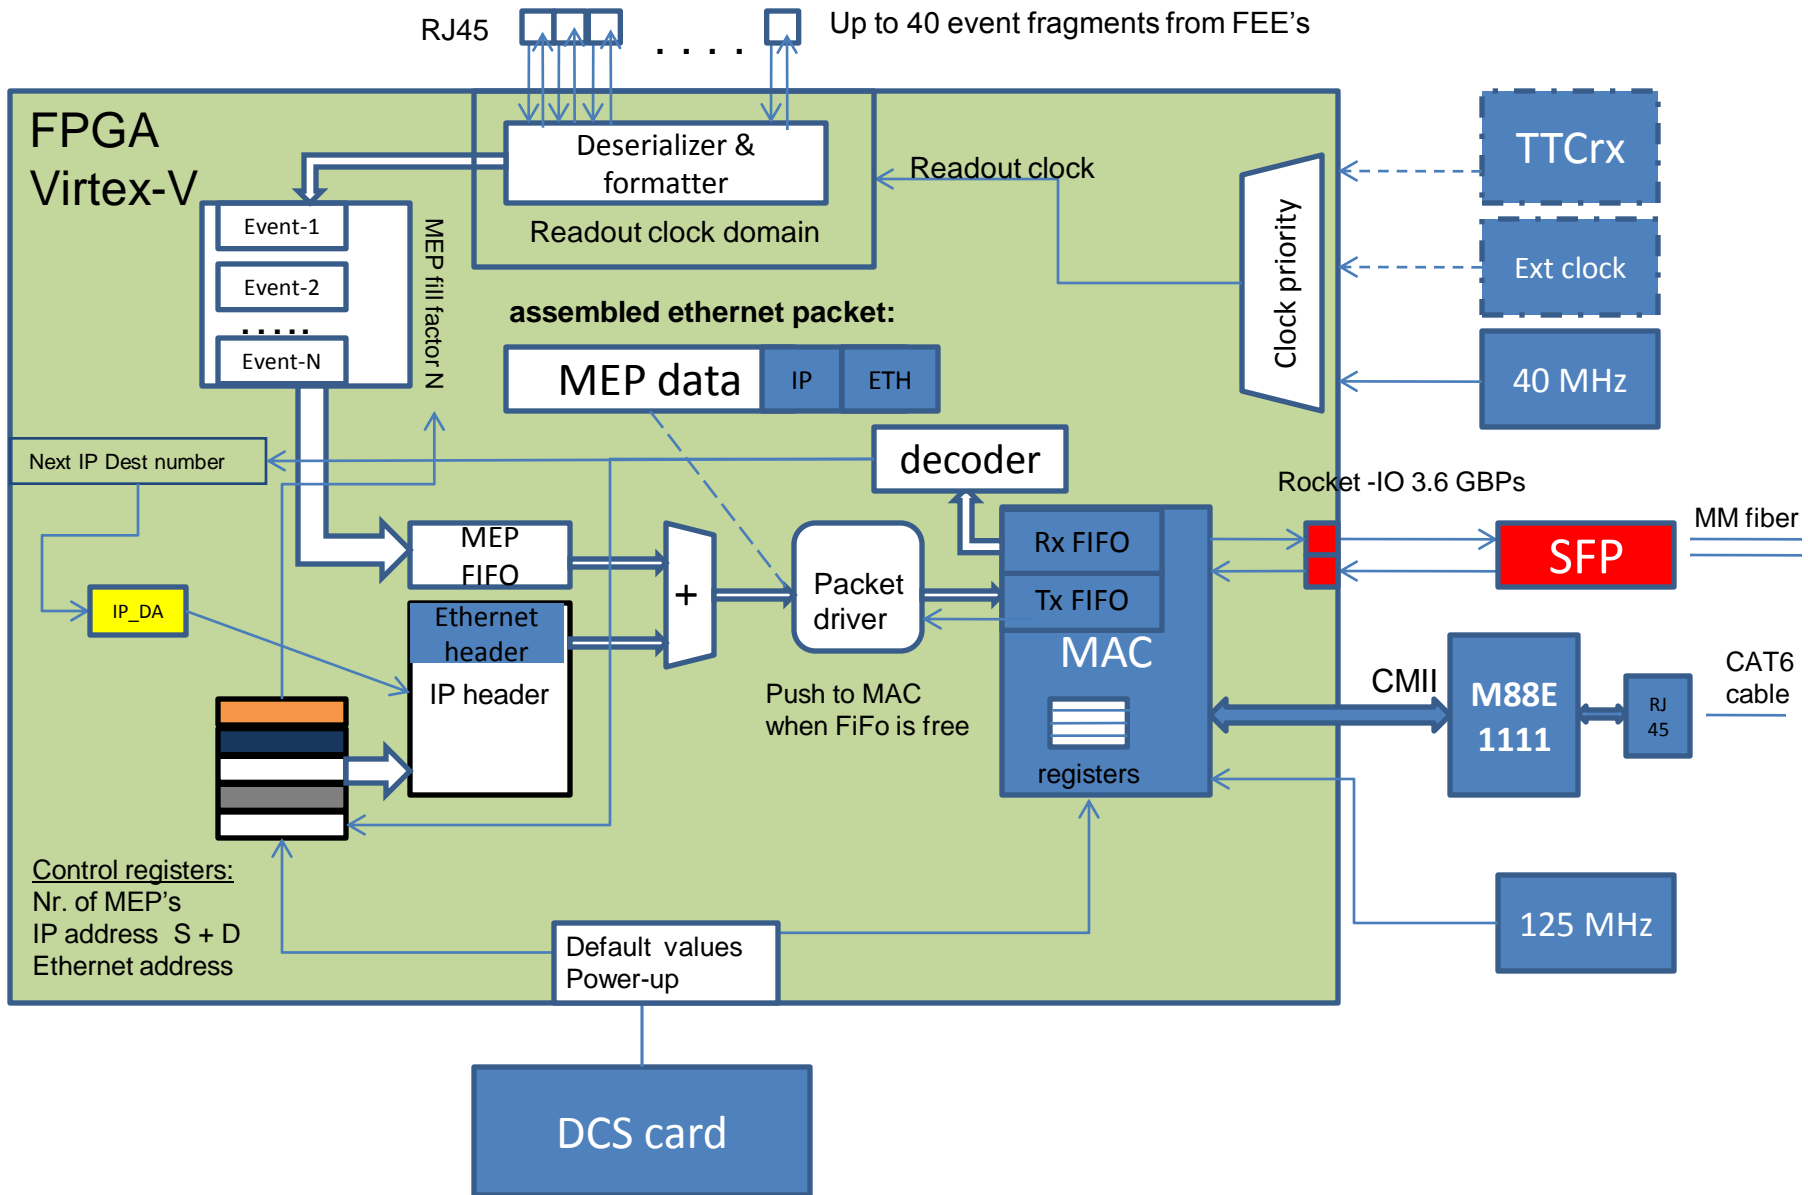 RJ45
. . . .
Up to 40 event fragments from FEE's
FPGA
Virtex-V
Deserializer &
formatter
Readout clock domain
Readout clock
Clock priority
TTCrx
Ext clock
40 MHz
Event-1
Event-2
.....
Event-N
MEP fill factor N
assembled ethernet packet:
MEP data
IP
ETH
Next IP Dest number
decoder
Rocket -IO 3.6 GBPs
MM fiber
SFP
MEP
FIFO
+
Packet
driver
Rx FIFO
Tx FIFO
MAC
registers
IP_DA
Ethernet
header
IP header
Push to MAC
when FiFo is free
CMII
M88E
1111
RJ
45
CAT6
cable
Control registers:
Nr. of MEP's
IP address S + D
Ethernet address
Default values
Power-up
125 MHz
DCS card